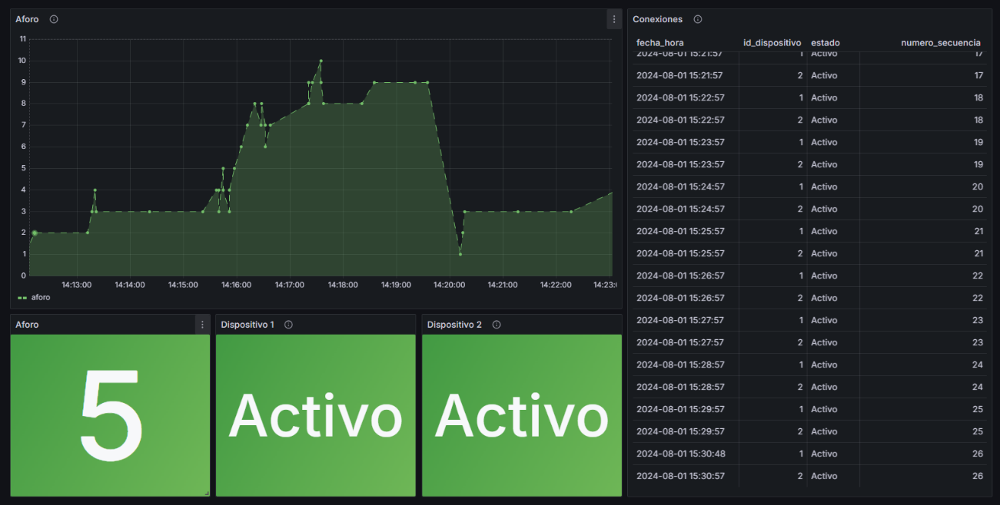 Aforo
11
10
9
8
7
6
5
4
3
2
1
0
14:13:00 14:14:00 14:15:00 14:16:00 14:17:00 14:18:00 14:19:00 14:20:00 14:21:00 14:22:00 14:23:0
aforo
Aforo
5
Dispositivo 1
Activo
Dispositivo 2
Activo
Conexiones
fecha_hora id_dispositivo estado numero_secuencia
2024-08-01 15:21:57 1 Activo 17
2024-08-01 15:21:57 2 Activo 17
2024-08-01 15:22:57 1 Activo 18
2024-08-01 15:22:57 2 Activo 18
2024-08-01 15:23:57 1 Activo 19
2024-08-01 15:23:57 2 Activo 19
2024-08-01 15:24:57 1 Activo 20
2024-08-01 15:24:57 2 Activo 20
2024-08-01 15:25:57 1 Activo 21
2024-08-01 15:25:57 2 Activo 21
2024-08-01 15:26:57 1 Activo 22
2024-08-01 15:26:57 2 Activo 22
2024-08-01 15:27:57 1 Activo 23
2024-08-01 15:27:57 2 Activo 23
2024-08-01 15:28:57 1 Activo 24
2024-08-01 15:28:57 2 Activo 24
2024-08-01 15:29:57 1 Activo 25
2024-08-01 15:29:57 2 Activo 25
2024-08-01 15:30:48 1 Activo 26
2024-08-01 15:30:57 2 Activo 26